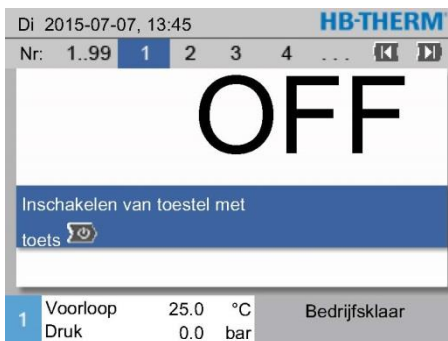 Di 2015-07-07, 13:45 HB-THERM
Nr: 1..99 1 2 3 4 ...
OFF
Inschakelen van toestel met
toets
1 Voorloop 25.0 °C Bedrijfsklaar
Druk 0.0 bar